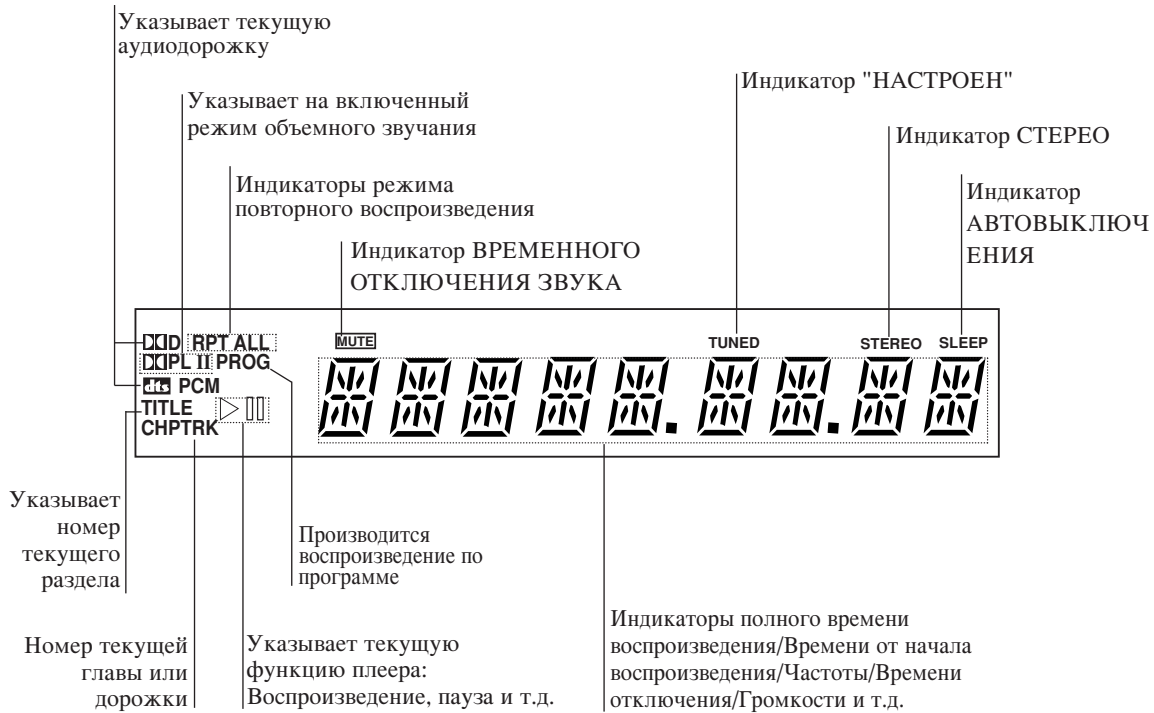 Указывает текущую
аудиодорожку
Указывает на включенный
режим объемного звучания
Индикаторы режима
повторного воспроизведения
Индикатор ВРЕМЕННОГО
ОТКЛЮЧЕНИЯ ЗВУКА
Индикатор "НАСТРОЕН"
Индикатор СТЕРЕО
Индикатор
АВТОВЫКЛЮЧ
ЕНИЯ
D RPT ALL
PL II PROG
dts PCM
TITLE
CHPTRK
MUTE
TUNED
STEREO
SLEEP
Указывает
номер
текущего
раздела
Производится
воспроизведение по
программе
Номер текущей
главы или
дорожки
Указывает текущую
функцию плеера:
Воспроизведение, пауза и т.д.
Индикаторы полного времени
воспроизведения/Времени от начала
воспроизведения/Частоты/Времени
отключения/Громкости и т.д.